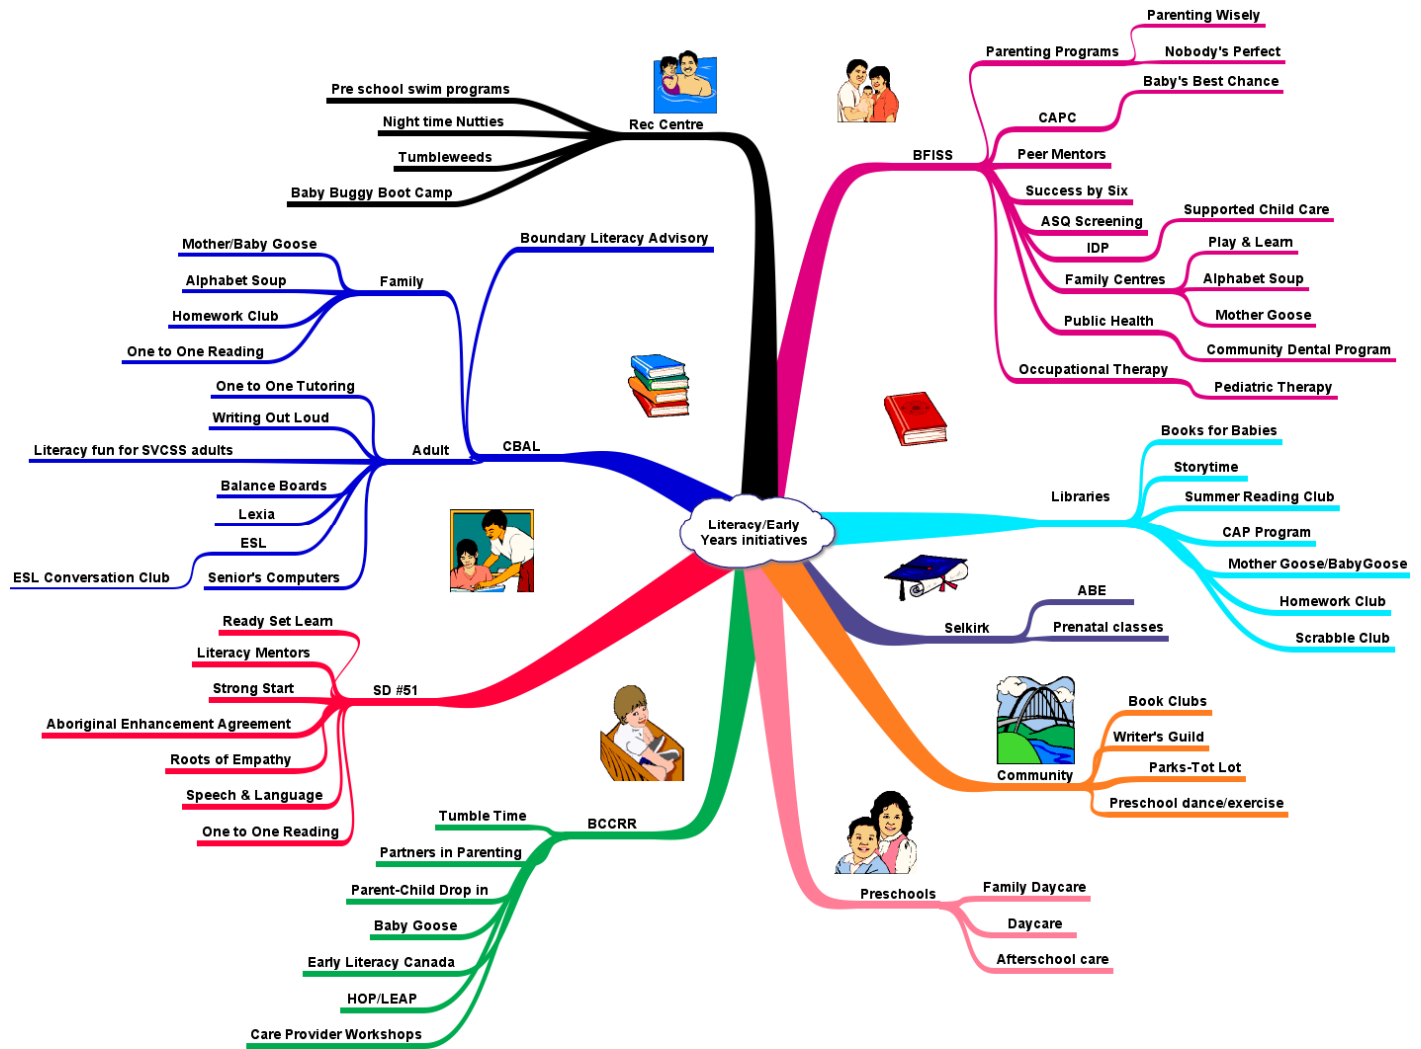 Literacy/Early
Years initiatives
Rec Centre
Pre school swim programs
Night time Nutties
Tumbleweeds
Baby Buggy Boot Camp
BFISS
Parenting Programs
Parenting Wisely
Nobody's Perfect
CAPC
Baby's Best Chance
Peer Mentors
Success by Six
ASQ Screening
IDP
Supported Child Care
Family Centres
Play & Learn
Alphabet Soup
Mother Goose
Public Health
Community Dental Program
Occupational Therapy
Pediatric Therapy
CBAL
Boundary Literacy Advisory
Family
Mother/Baby Goose
Alphabet Soup
Homework Club
One to One Reading
Adult
One to One Tutoring
Writing Out Loud
Literacy fun for SVCSS adults
Balance Boards
Lexia
ESL
ESL Conversation Club
Senior's Computers
Libraries
Books for Babies
Storytime
Summer Reading Club
CAP Program
Mother Goose/BabyGoose
Homework Club
Scrabble Club
Selkirk
ABE
Prenatal classes
SD #51
Ready Set Learn
Literacy Mentors
Strong Start
Aboriginal Enhancement Agreement
Roots of Empathy
Speech & Language
One to One Reading
Community
Book Clubs
Writer's Guild
Parks-Tot Lot
Preschool dance/exercise
BCCRR
Tumble Time
Partners in Parenting
Parent-Child Drop in
Baby Goose
Early Literacy Canada
HOP/LEAP
Care Provider Workshops
Preschools
Family Daycare
Daycare
Afterschool care